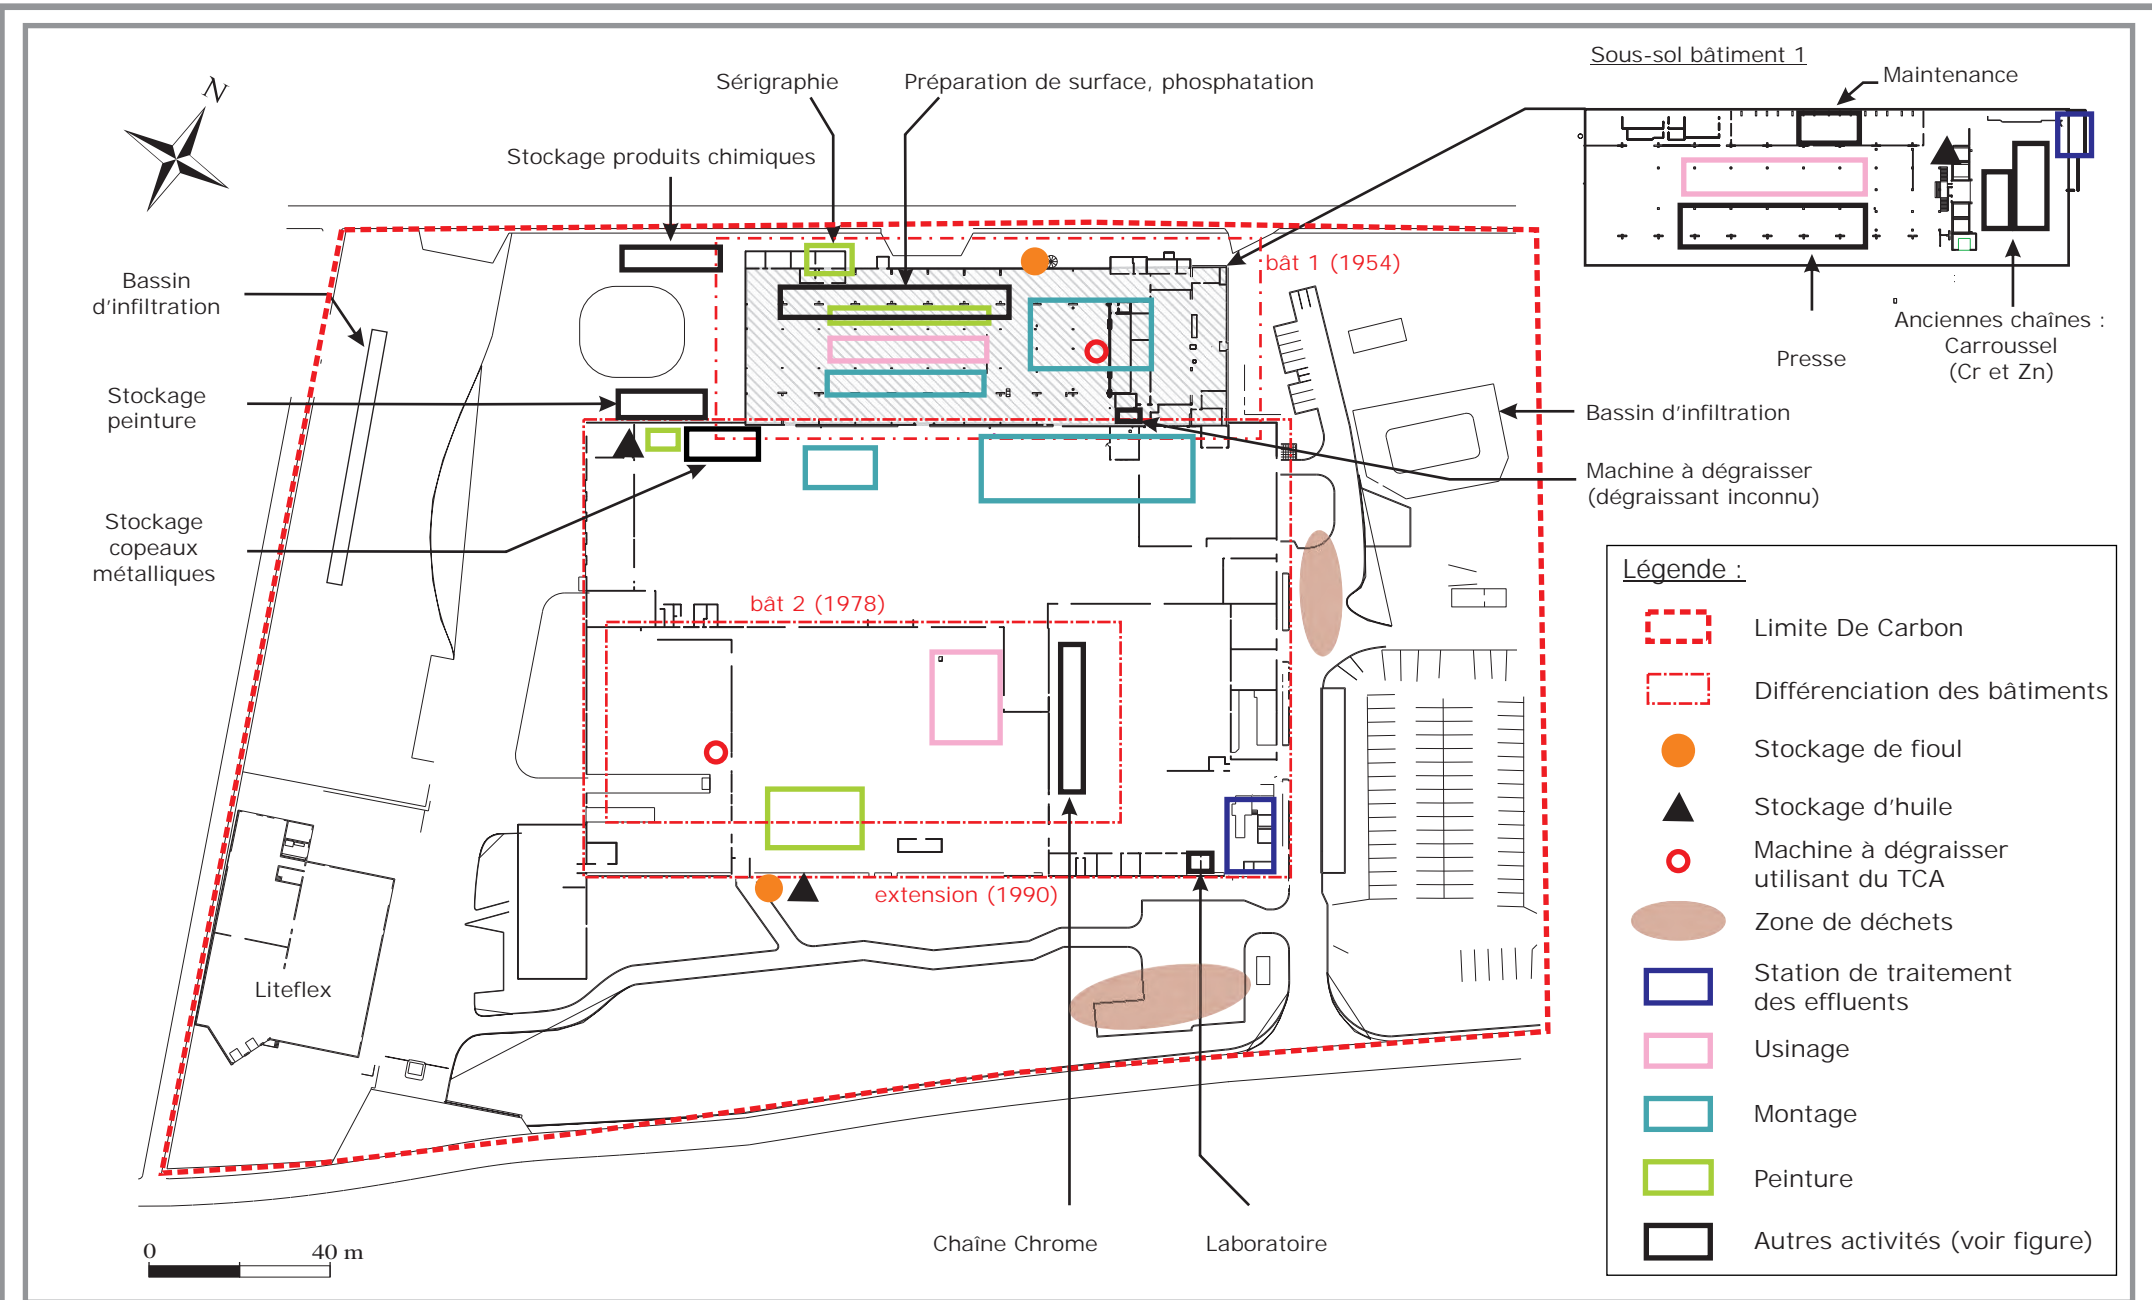 Sous-sol bâtiment 1
Maintenance
Sérigraphie
Préparation de surface, phosphatation
N
Stockage produits chimiques
bât 1 (1954)
Bassin
d'infiltration
Anciennes chaînes :
Carroussel
(Cr et Zn)
Presse
Stockage
peinture
Bassin d'infiltration
Machine à dégraisser
(dégraissant inconnu)
Stockage
copeaux
métalliques
bât 2 (1978)
extension (1990)
Liteflex
Chaîne Chrome
Laboratoire
0
40 m
Légende :
Limite De Carbon
Différenciation des bâtiments
Stockage de fioul
Stockage d'huile
Machine à dégraisser
utilisant du TCA
Zone de déchets
Station de traitement
des effluents
Usinage
Montage
Peinture
Autres activités (voir figure)